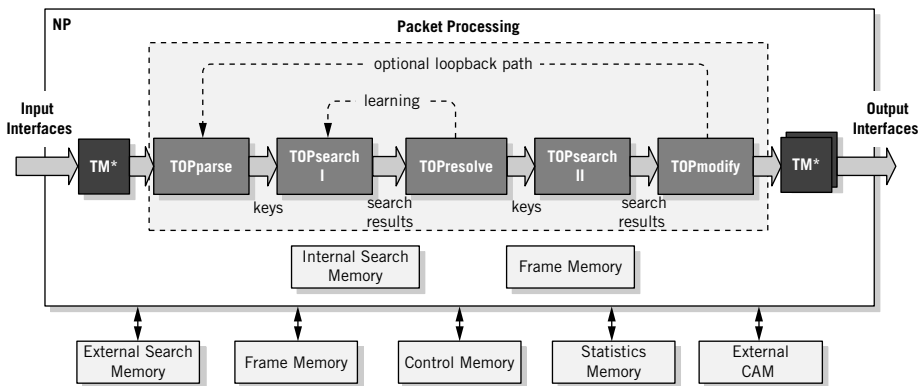 NP
Packet Processing
optional loopback path
learning
Input
Interfaces
Output
Interfaces
TM*
TOPparse
TOPsearch
I
TOPresolve
TOPsearch
II
TOPmodify
TM*
keys
search
results
keys
search
results
Internal Search
Memory
Frame Memory
External Search
Memory
Frame Memory
Control Memory
Statistics
Memory
External
CAM